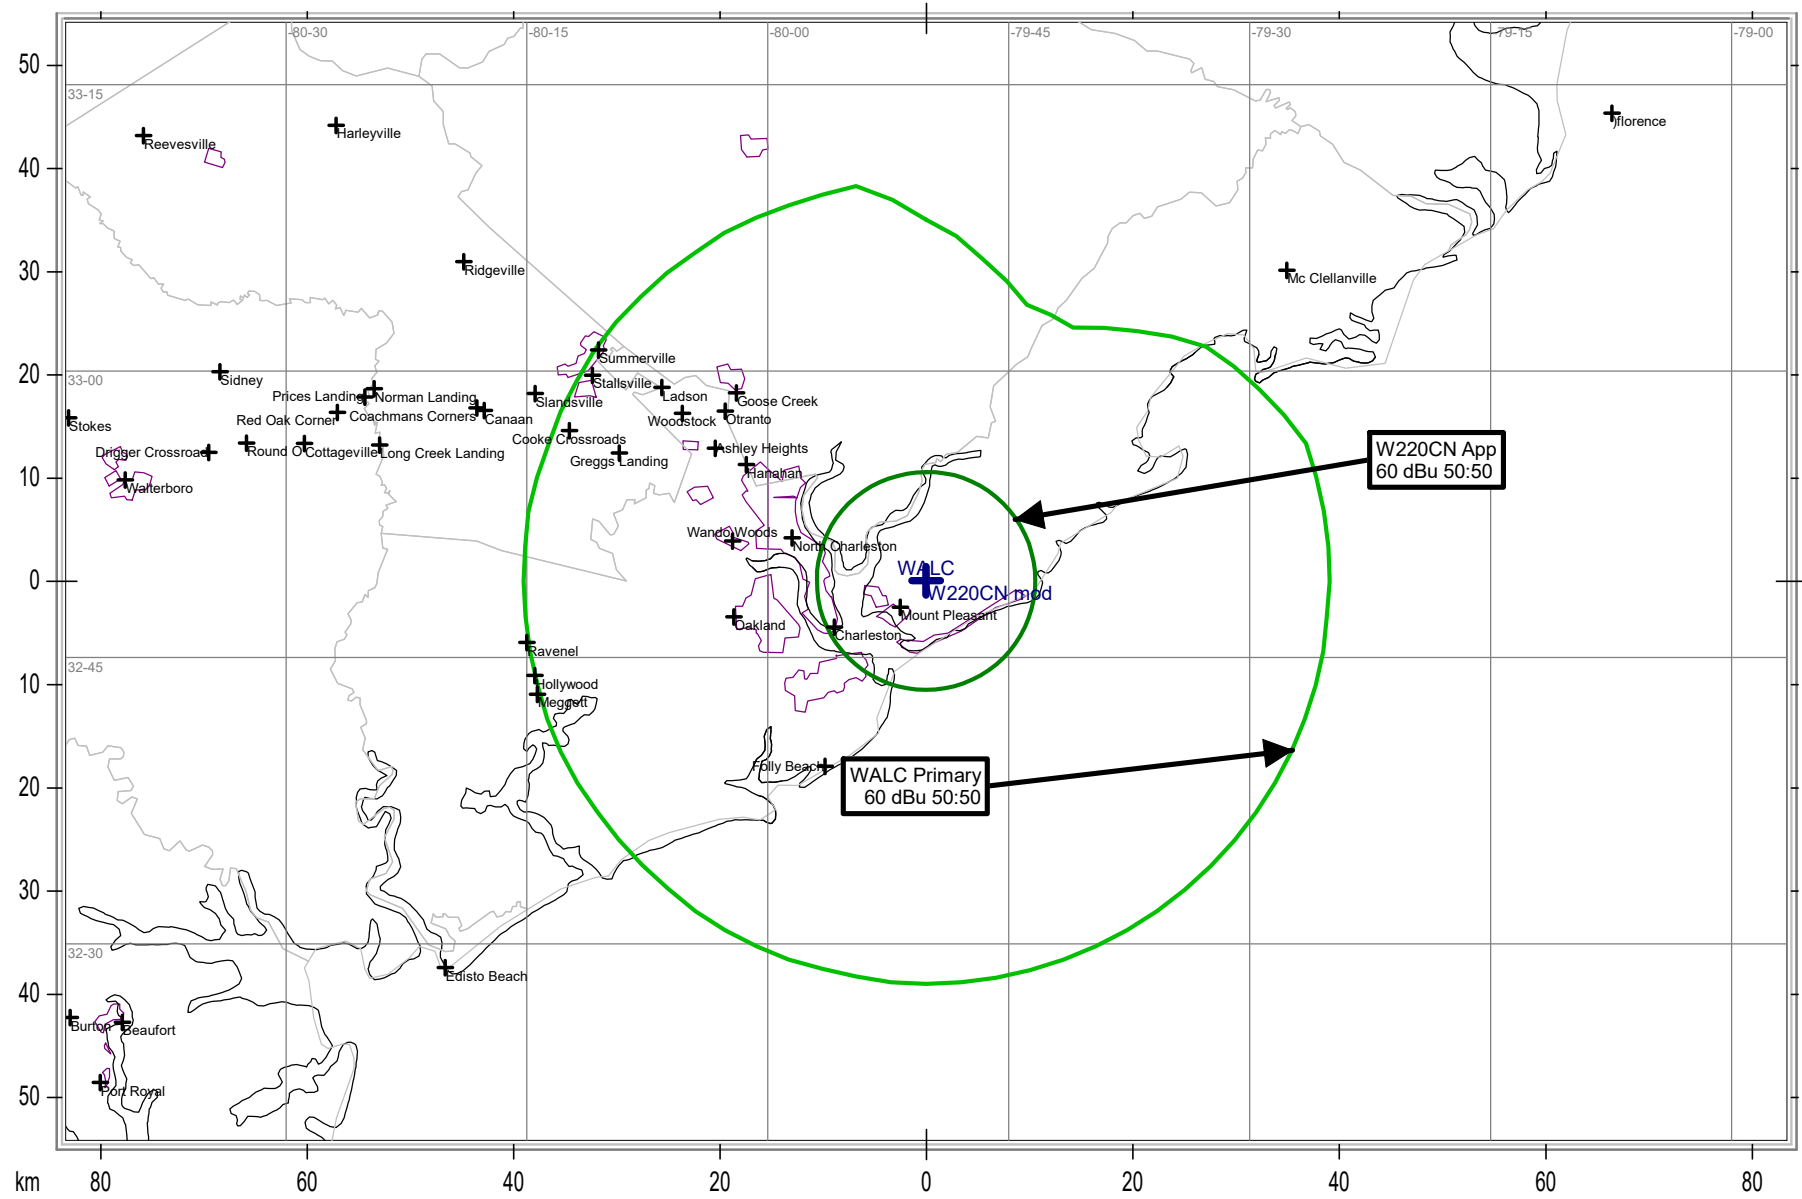 -80-30
-80-15
-80-00
-79-45
-79-30
-79-15
-79-00
50
33-15
Harleyville
)florence
Reevesville
40
30
Ridgeville
Mc Clellanville
Summerville
20
33-00
Sidney
Stallsville
Prices Landing
Norman Landing
Slandsville
Ladson
Goose Creek
Stokes
Red Oak Corner
Coachmans Corners
Canaan
Woodstock
Otranto
Cooke Crossroads
Drigger Crossroad
Round O
Cottageville
Long Creek Landing
Greggs Landing
Ashley Heights
W220CN App
60 dBu 50:50
10
Hanahan
Walterboro
Wando Woods
North Charleston
0
WALC
W220CN mod
Mount Pleasant
Oakland
Charleston
Ravenel
32-45
10
Hollywood
Meggett
Folly Beach
WALC Primary
60 dBu 50:50
20
30
32-30
Edisto Beach
40
Burton
Beaufort
Port Royal
50
km
80
60
40
20
0
20
40
60
80